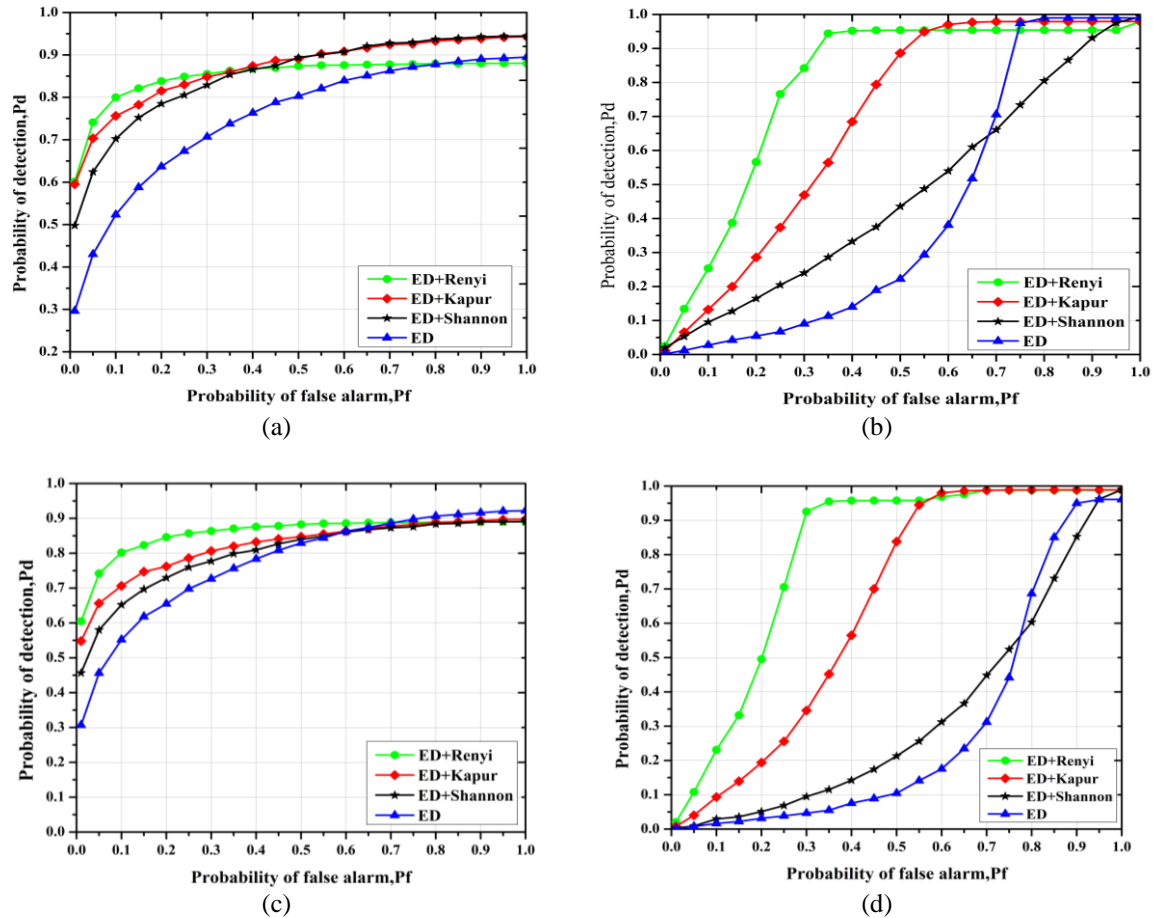 1.0
0.9
0.8
0.7
0.6
0.5
0.4
0.3
0.2
Probability of detection,Pd
ED+Renyi
ED+Kapur
ED+Shannon
ED
0.0 0.1 0.2 0.3 0.4 0.5 0.6 0.7 0.8 0.9 1.0
Probability of false alarm,Pf
(a)
1.0
0.9
0.8
0.7
0.6
0.5
0.4
0.3
0.2
0.1
0.0
Probability of detection,Pd
ED+Renyi
ED+Kapur
ED+Shannon
ED
0.0 0.1 0.2 0.3 0.4 0.5 0.6 0.7 0.8 0.9 1.0
Probability of false alarm,Pf
(b)
1.0
0.9
0.8
0.7
0.6
0.5
0.4
0.3
0.2
0.1
0.0
Probability of detection,Pd
ED+Renyi
ED+Kapur
ED+Shannon
ED
0.0 0.1 0.2 0.3 0.4 0.5 0.6 0.7 0.8 0.9 1.0
Probability of false alarm,Pf
(c)
1.0
0.9
0.8
0.7
0.6
0.5
0.4
0.3
0.2
0.1
0.0
Probability of detection,Pd
ED+Renyi
ED+Kapur
ED+Shannon
ED
0.0 0.1 0.2 0.3 0.4 0.5 0.6 0.7 0.8 0.9 1.0
Probability of false alarm,Pf
(d)